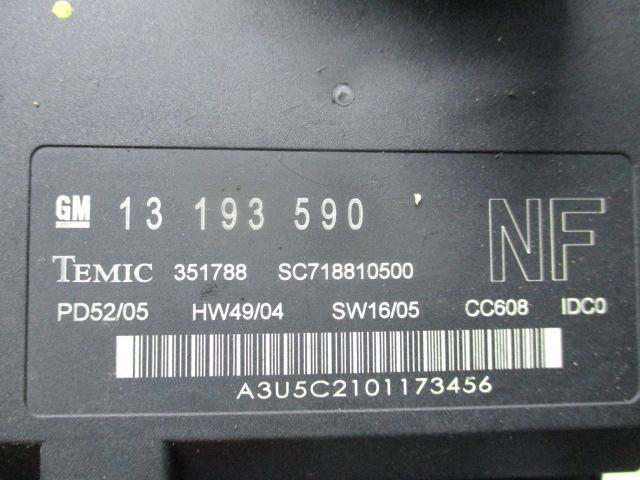 GM 13 193 590
NF
TEMIC 351788 SC718810500
PD52/05 HW49/04 SW16/05 CC608 IDC0
A3U5C2101173456